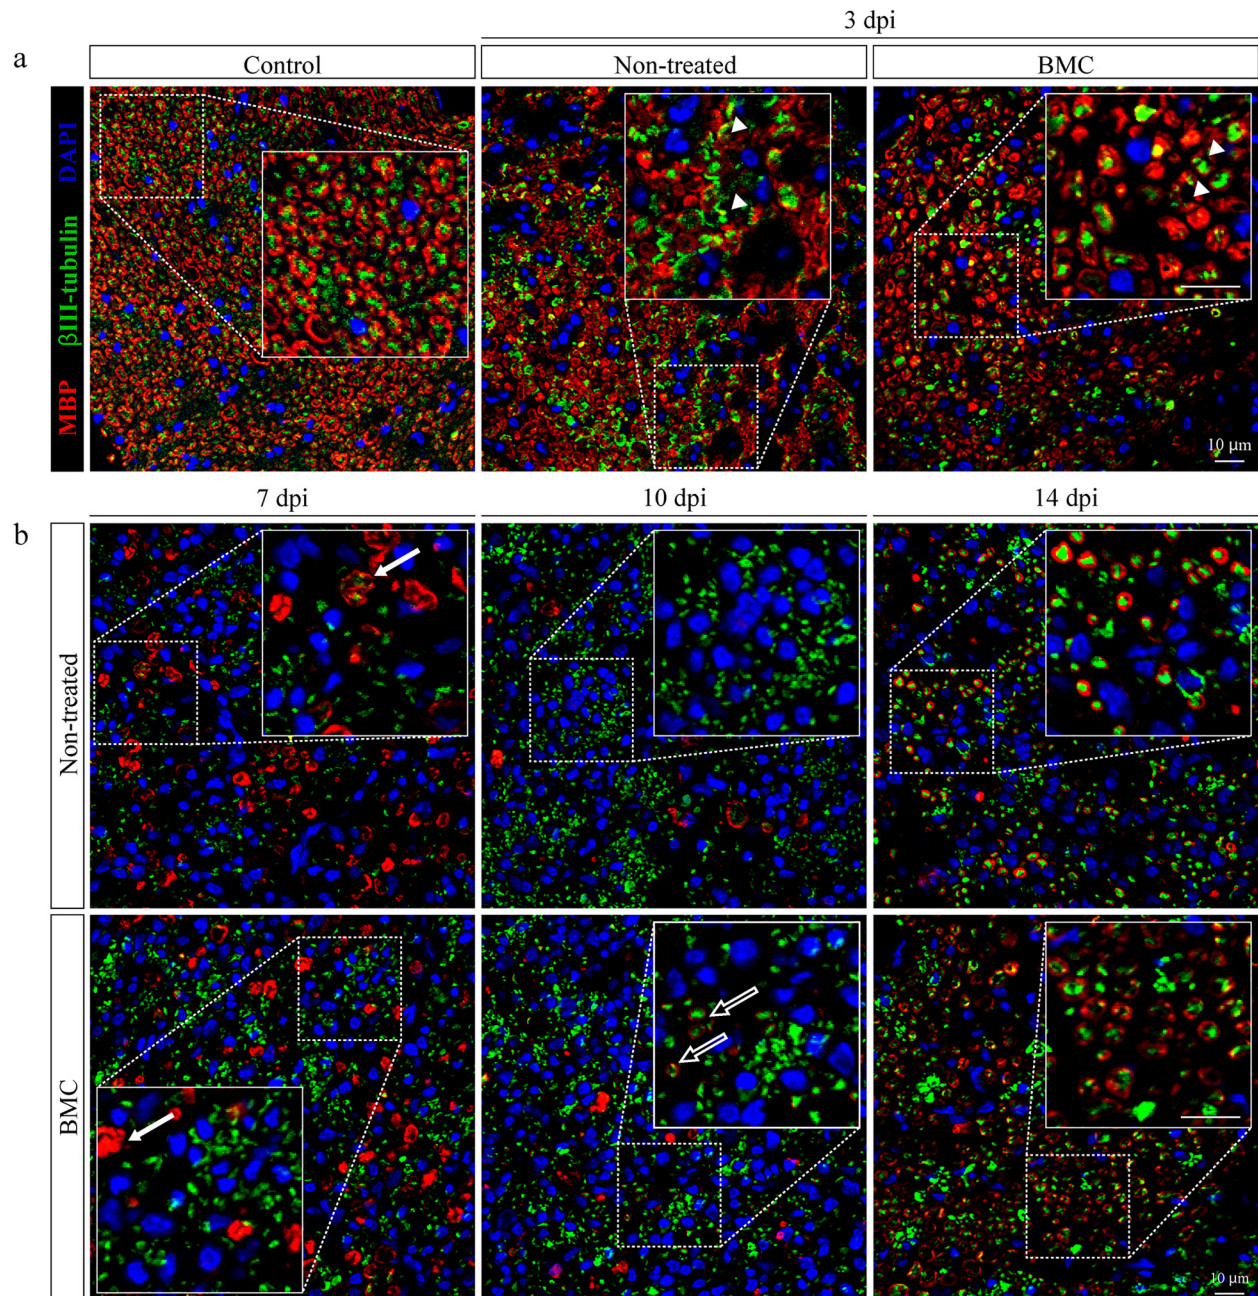 3 dpi
a
Control
Non-treated
BMC
MBP βIII-tubulin DAPI
10 µm
7 dpi
10 dpi
14 dpi
b
Non-treated
BMC
10 µm